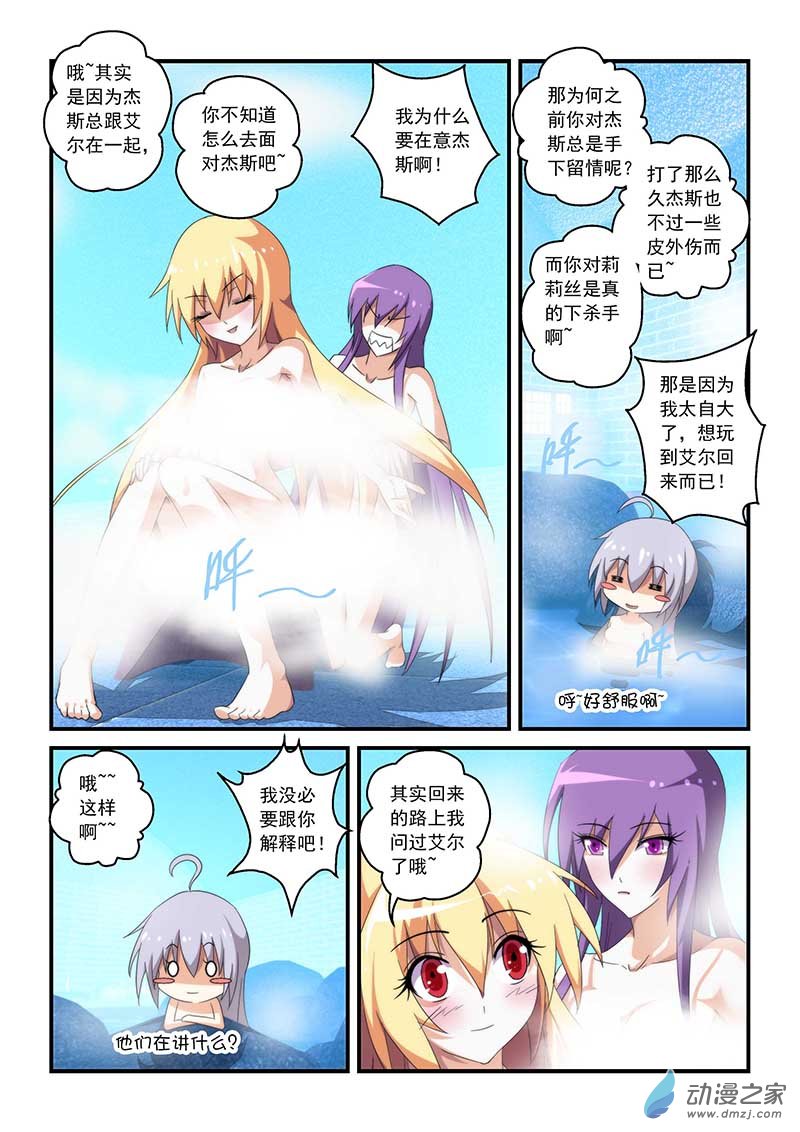 哦~其实
是因为杰
斯总跟艾
尔在一起，
你不知道
怎么去面
对杰斯吧~
我为什么
要在意杰
斯啊！
呼~
那为何之
前你对杰
斯总是手
下留情呢？
打了那么
久杰斯也
不过一些
皮外伤而
已~
而你对莉
莉丝是真
的下杀手
啊~
那是因为
我太自大
了，想玩
到艾尔回
来而已！
呼~
呼~
呼~好舒服啊~
哦~~
这样
啊~~
我没必
要跟你
解释吧！
他们在讲什么？
其实回来
的路上我
问过艾尔
了哦~
动漫之家
www.dmzj.com